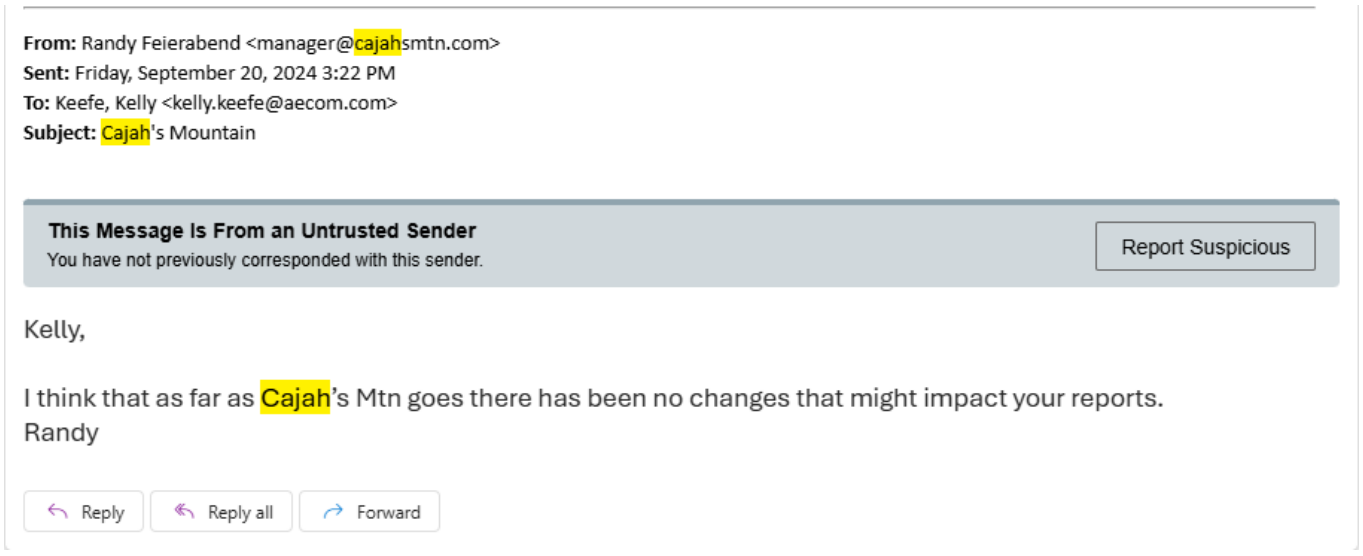 From: Randy Feierabend <manager@cajahsmtn.com>
Sent: Friday, September 20, 2024 3:22 PM
To: Keefe, Kelly <kelly.keefe@aecom.com>
Subject: Cajah's Mountain
This Message Is From an Untrusted Sender
You have not previously corresponded with this sender.
Report Suspicious
Kelly,
I think that as far as Cajah’s Mtn goes there has been no changes that might impact your reports.
Randy
Reply Reply all Forward